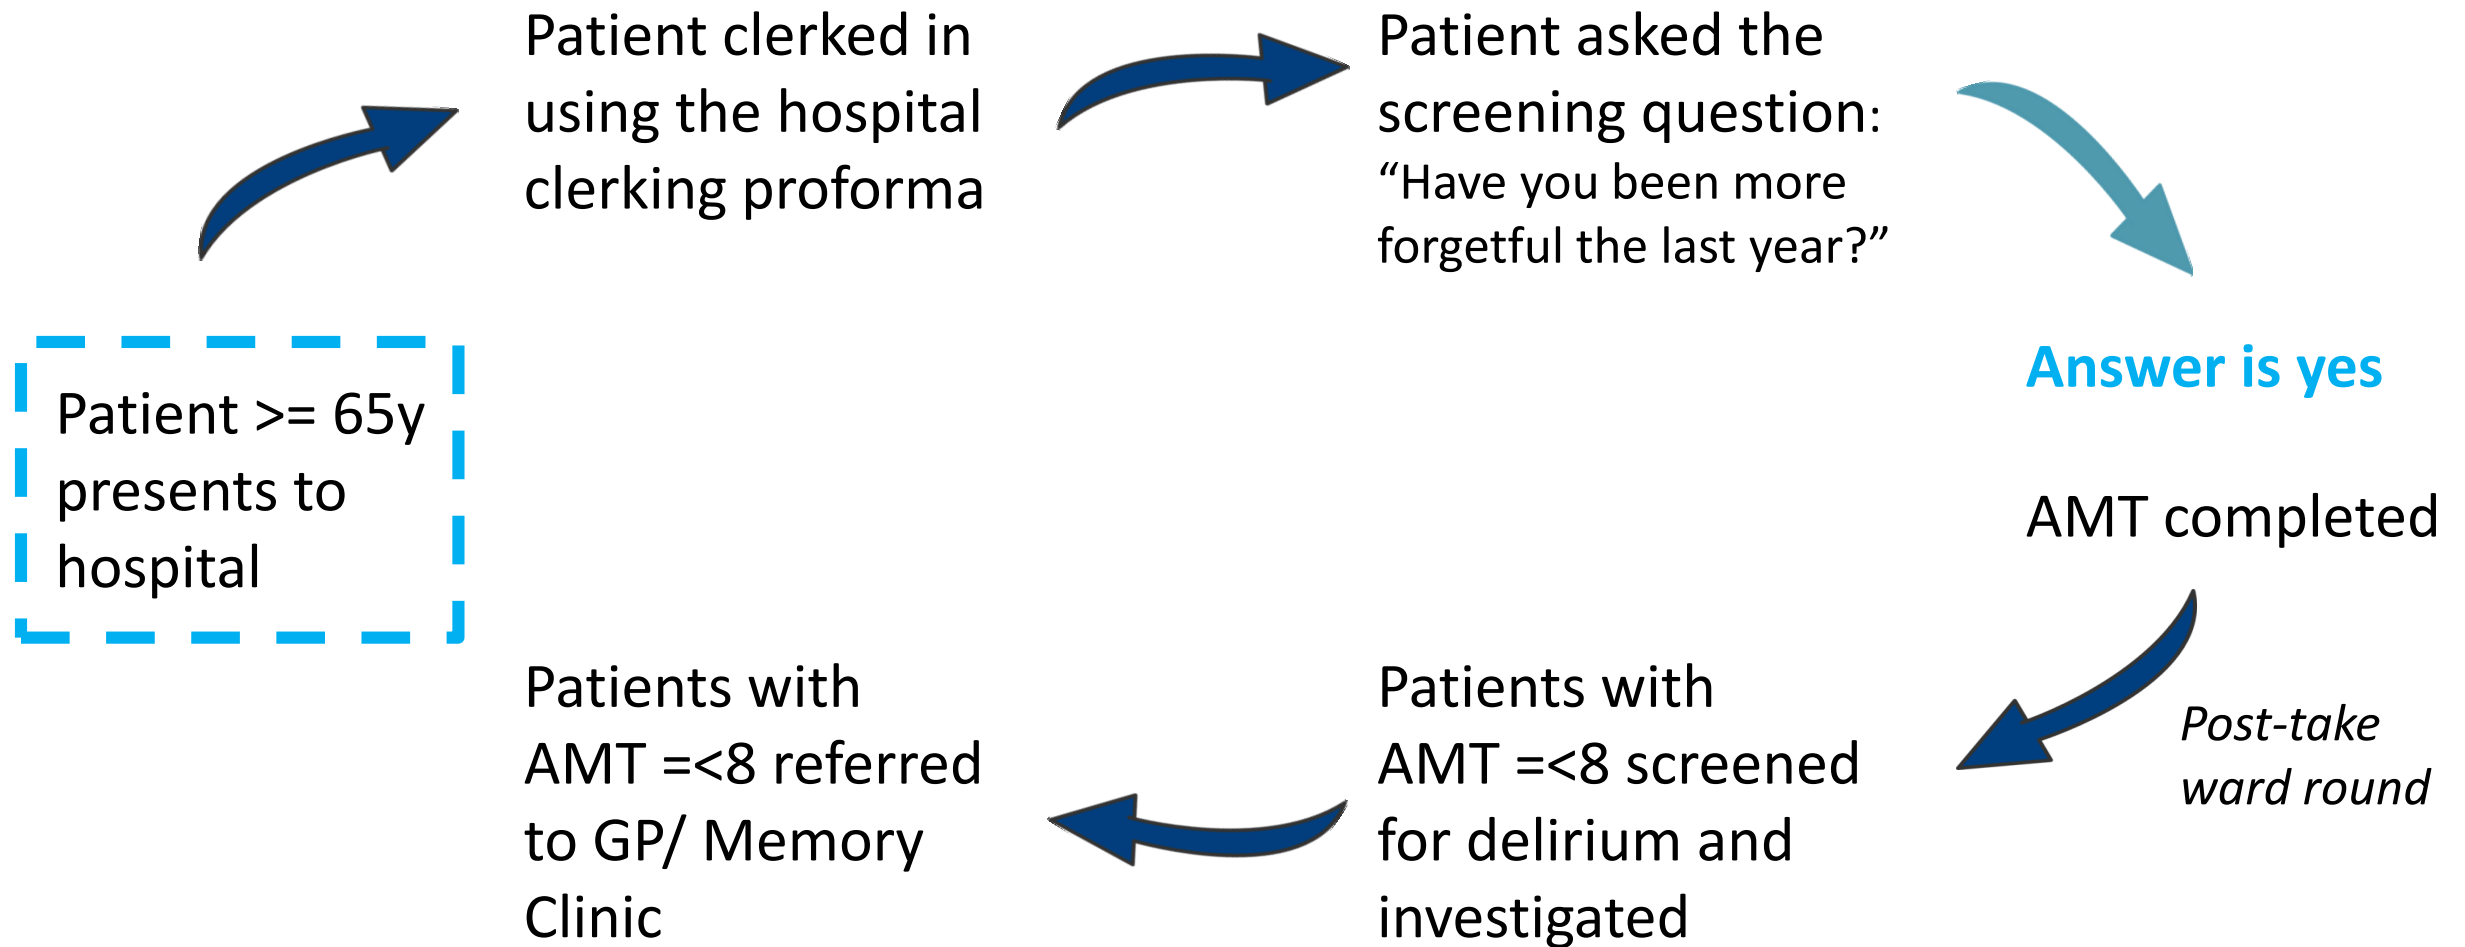 Patient >= 65y
presents to
hospital
Patient clerked in
using the hospital
clerking proforma
Patient asked the
screening question:
“Have you been more
forgetful the last year?”
Answer is yes
AMT completed
Post-take
ward round
Patients with
AMT =<8 screened
for delirium and
investigated
Patients with
AMT =<8 referred
to GP/ Memory
Clinic